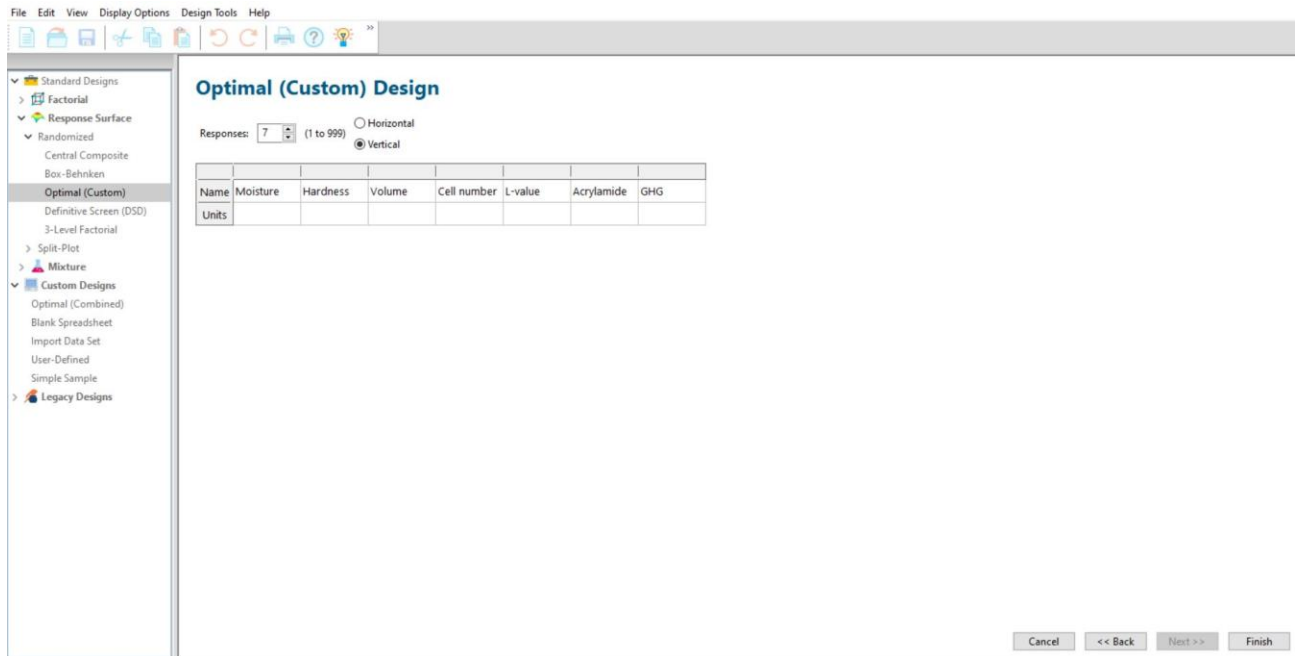 File Edit View Display Options Design Tools Help
»
Standard Designs
Factorial
Response Surface
Randomized
Central Composite
Box-Behnken
Optimal (Custom)
Definitive Screen (DSD)
3-Level Factorial
Split-Plot
Mixture
Custom Designs
Optimal (Combined)
Blank Spreadsheet
Import Data Set
User-Defined
Simple Sample
Legacy Designs
Optimal (Custom) Design
Responses: 7 (1 to 999)
Horizontal
Vertical
Name Moisture Hardness Volume Cell number L-value Acrylamide GHG
Units
Cancel << Back Next >> Finish